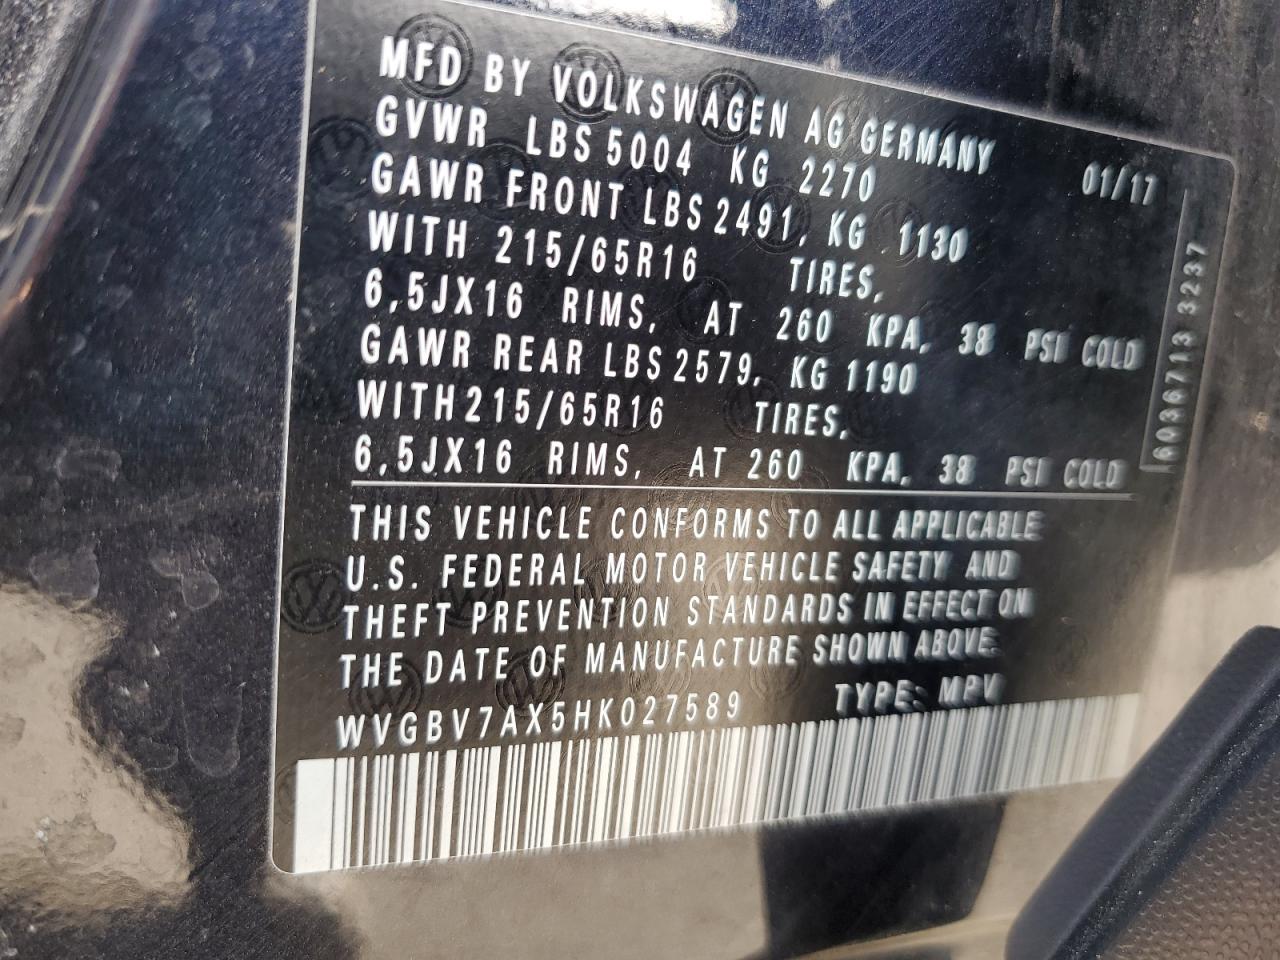 MFD BY VOLKSWAGEN AG GERMANY 01/17
GVWR LBS 5004 KG 2270
GAWR FRONT LBS 2491, KG 1130
WITH 215/65R16 TIRES,
6,5JX16 RIMS, AT 260 KPA, 38 PSI COLD
GAWR REAR LBS 2579, KG 1190
WITH 215/65R16 TIRES,
6,5JX16 RIMS, AT 260 KPA, 38 PSI COLD
THIS VEHICLE CONFORMS TO ALL APPLICABLE
U.S. FEDERAL MOTOR VEHICLE SAFETY AND
THEFT PREVENTION STANDARDS IN EFFECT ON
THE DATE OF MANUFACTURE SHOWN ABOVE.
WVGBV7AX5HK027589 TYPE: MPV
6036713 3237